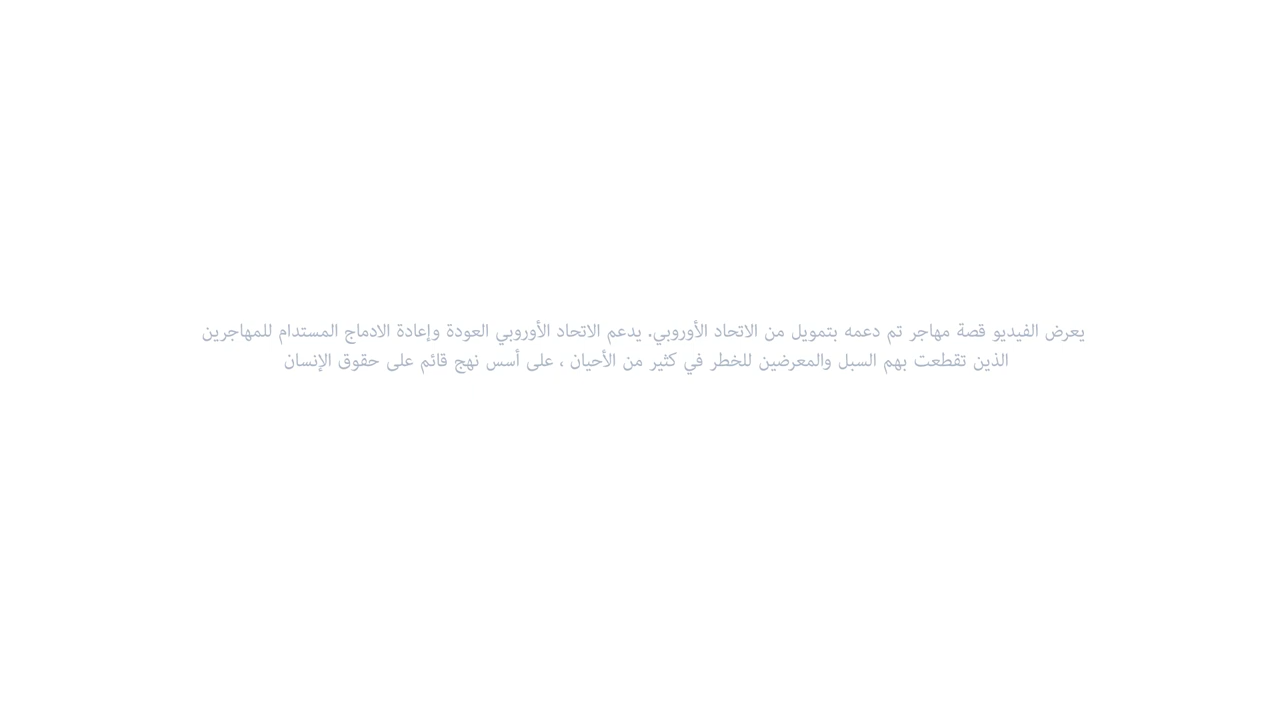 يعرض الفيديو قصة مهاجر تم دعمه بتمويل من الاتحاد الأوروبي. يدعم الاتحاد الأوروبي العودة وإعادة الادماج المستدام للمهاجرين
الذين تقطعت بهم السبل والمعرضين للخطر في كثير من الأحيان ، على أسس نهج قائم على حقوق الإنسان